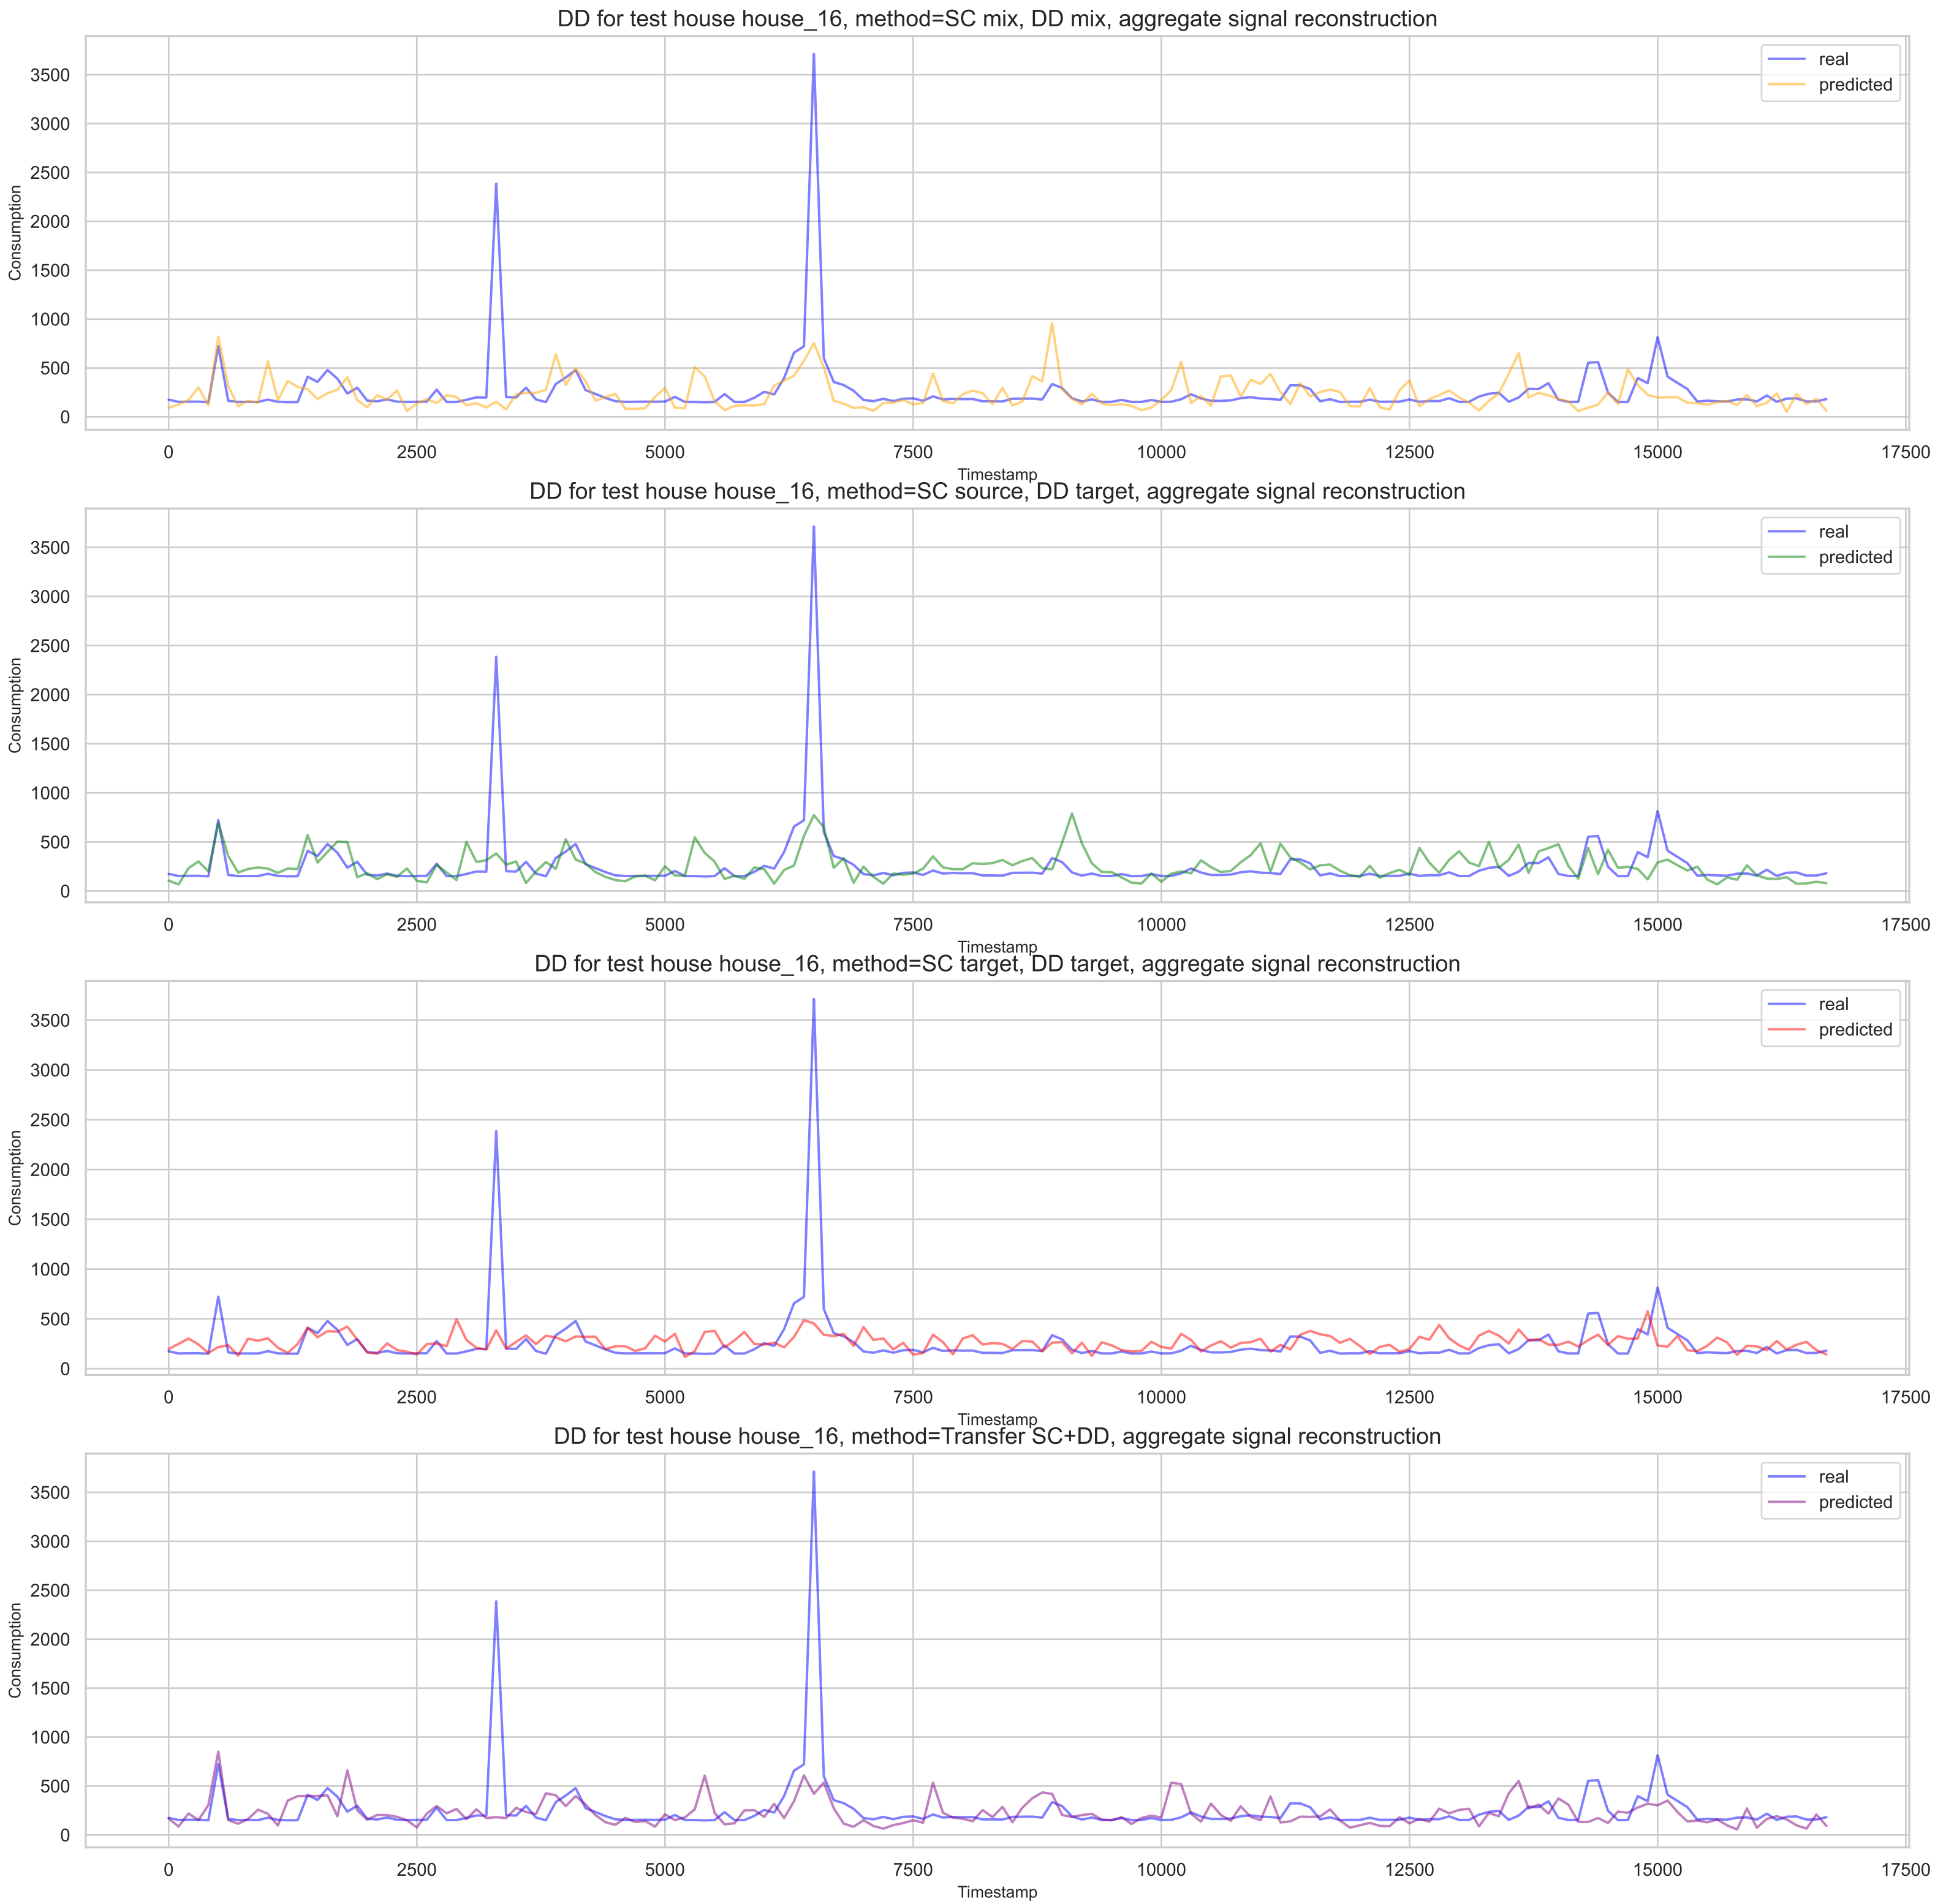 DD for test house house_16, method=SC mix, DD mix, aggregate signal reconstruction
real
predicted
3500
3000
2500
2000
1500
1000
500
0
Consumption
0 2500 5000 7500 10000 12500 15000 17500
Timestamp
DD for test house house_16, method=SC source, DD target, aggregate signal reconstruction
real
predicted
3500
3000
2500
2000
1500
1000
500
0
Consumption
0 2500 5000 7500 10000 12500 15000 17500
Timestamp
DD for test house house_16, method=SC target, DD target, aggregate signal reconstruction
real
predicted
3500
3000
2500
2000
1500
1000
500
0
Consumption
0 2500 5000 7500 10000 12500 15000 17500
Timestamp
DD for test house house_16, method=Transfer SC+DD, aggregate signal reconstruction
real
predicted
3500
3000
2500
2000
1500
1000
500
0
Consumption
0 2500 5000 7500 10000 12500 15000 17500
Timestamp